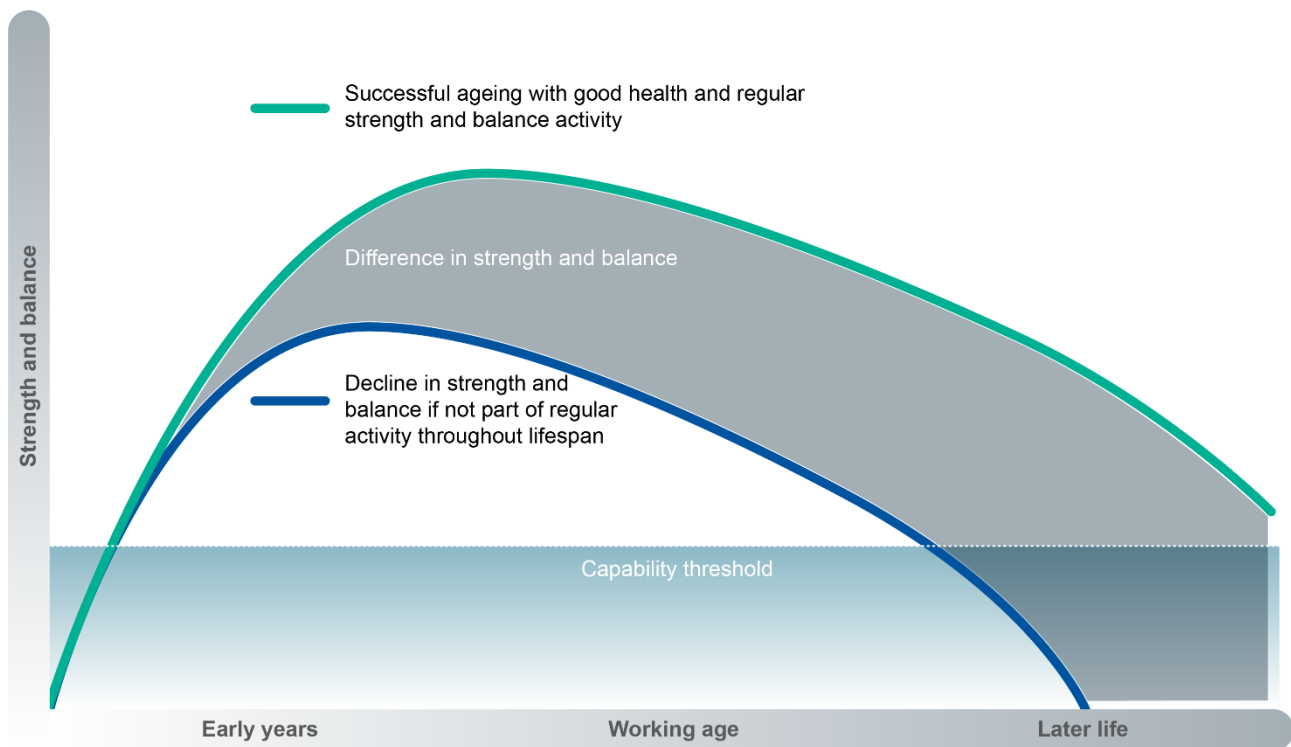 Strength and balance
Successful ageing with good health and regular
strength and balance activity
Difference in strength and balance
Decline in strength and
balance if not part of regular
activity throughout lifespan
Capability threshold
Early years
Working age
Later life